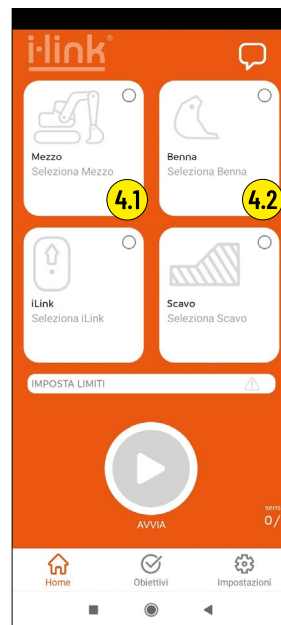 i·link®
Mezzo
Seleziona Mezzo
4.1
Benna
Seleziona Benna
4.2
iLink
Seleziona iLink
Scavo
Seleziona Scavo
IMPOSTA LIMITI
AVVIA
sens
0/
Home
Obiettivi
Impostazioni